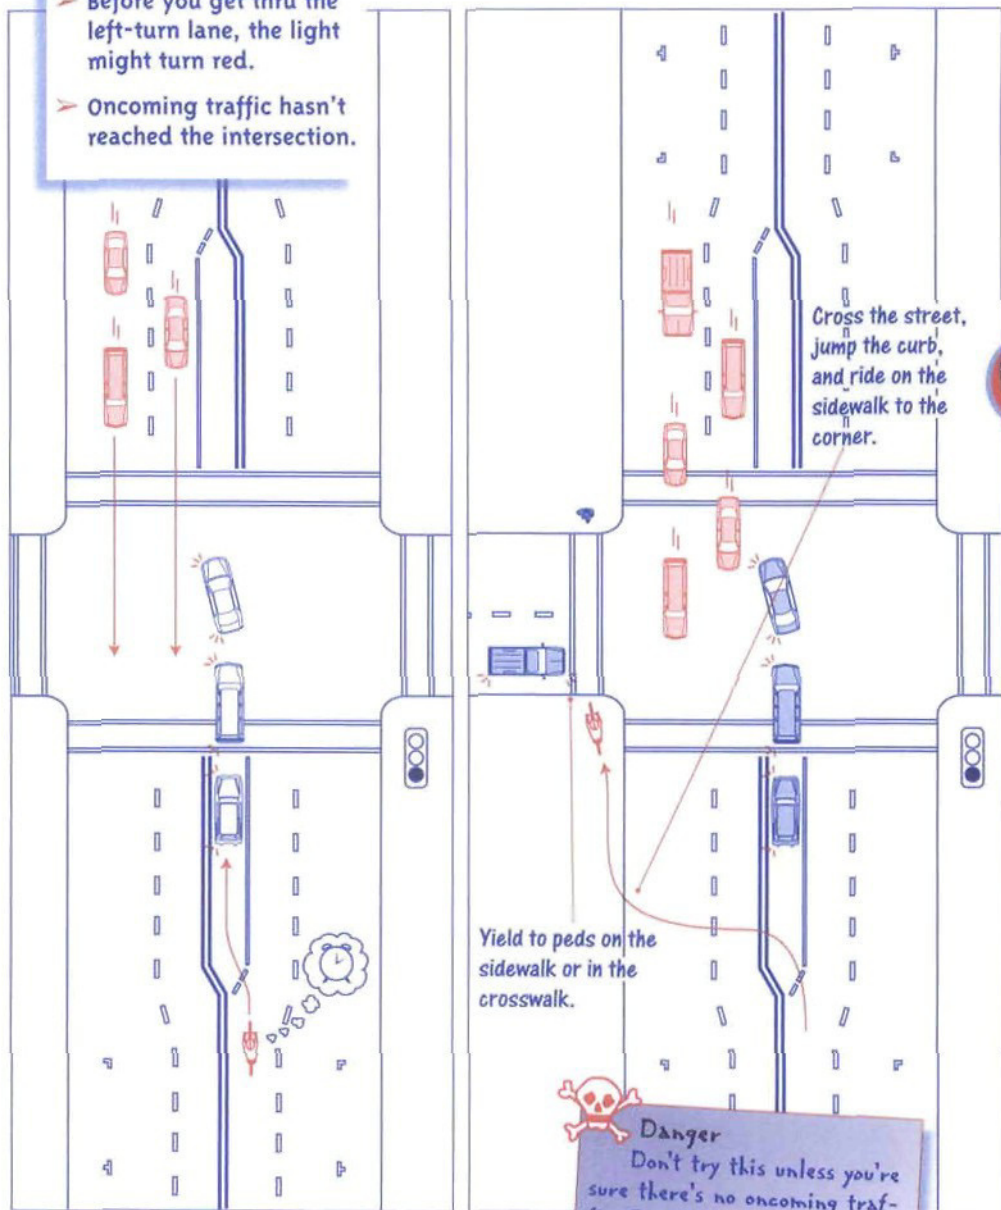 ➢ Before you get thru the
left-turn lane, the light
might turn red.
➢ Oncoming traffic hasn't
reached the intersection.
Cross the street,
jump the curb,
and ride on the
sidewalk to the
corner.
Yield to peds on the
sidewalk or in the
crosswalk.
Danger
Don't try this unless you're
sure there's no oncoming traf-